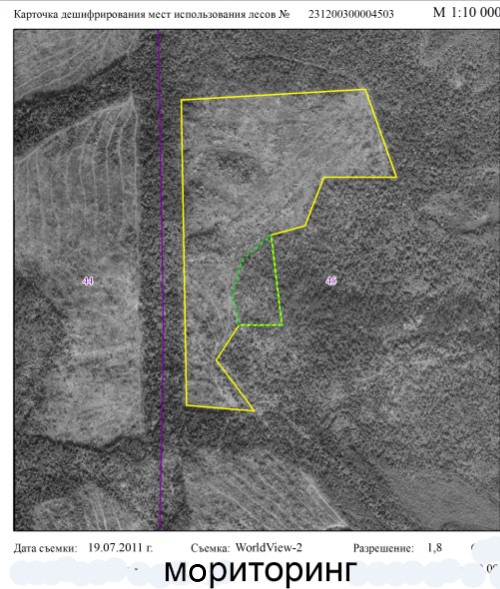 Карточка дешифрирования мест использования лесов № 231200300004503 М 1:10 000
44
Дата съемки: 19.07.2011 г. Съемка: WorldView-2 Разрешение: 1,8
мориторинг